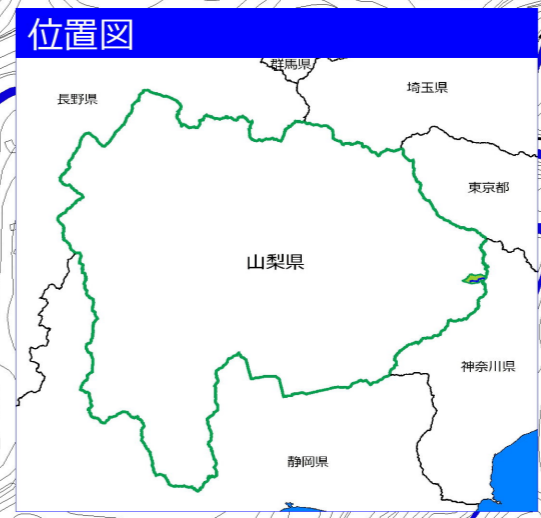 位置図
群馬県
埼玉県
長野県
東京都
山梨県
神奈川県
静岡県